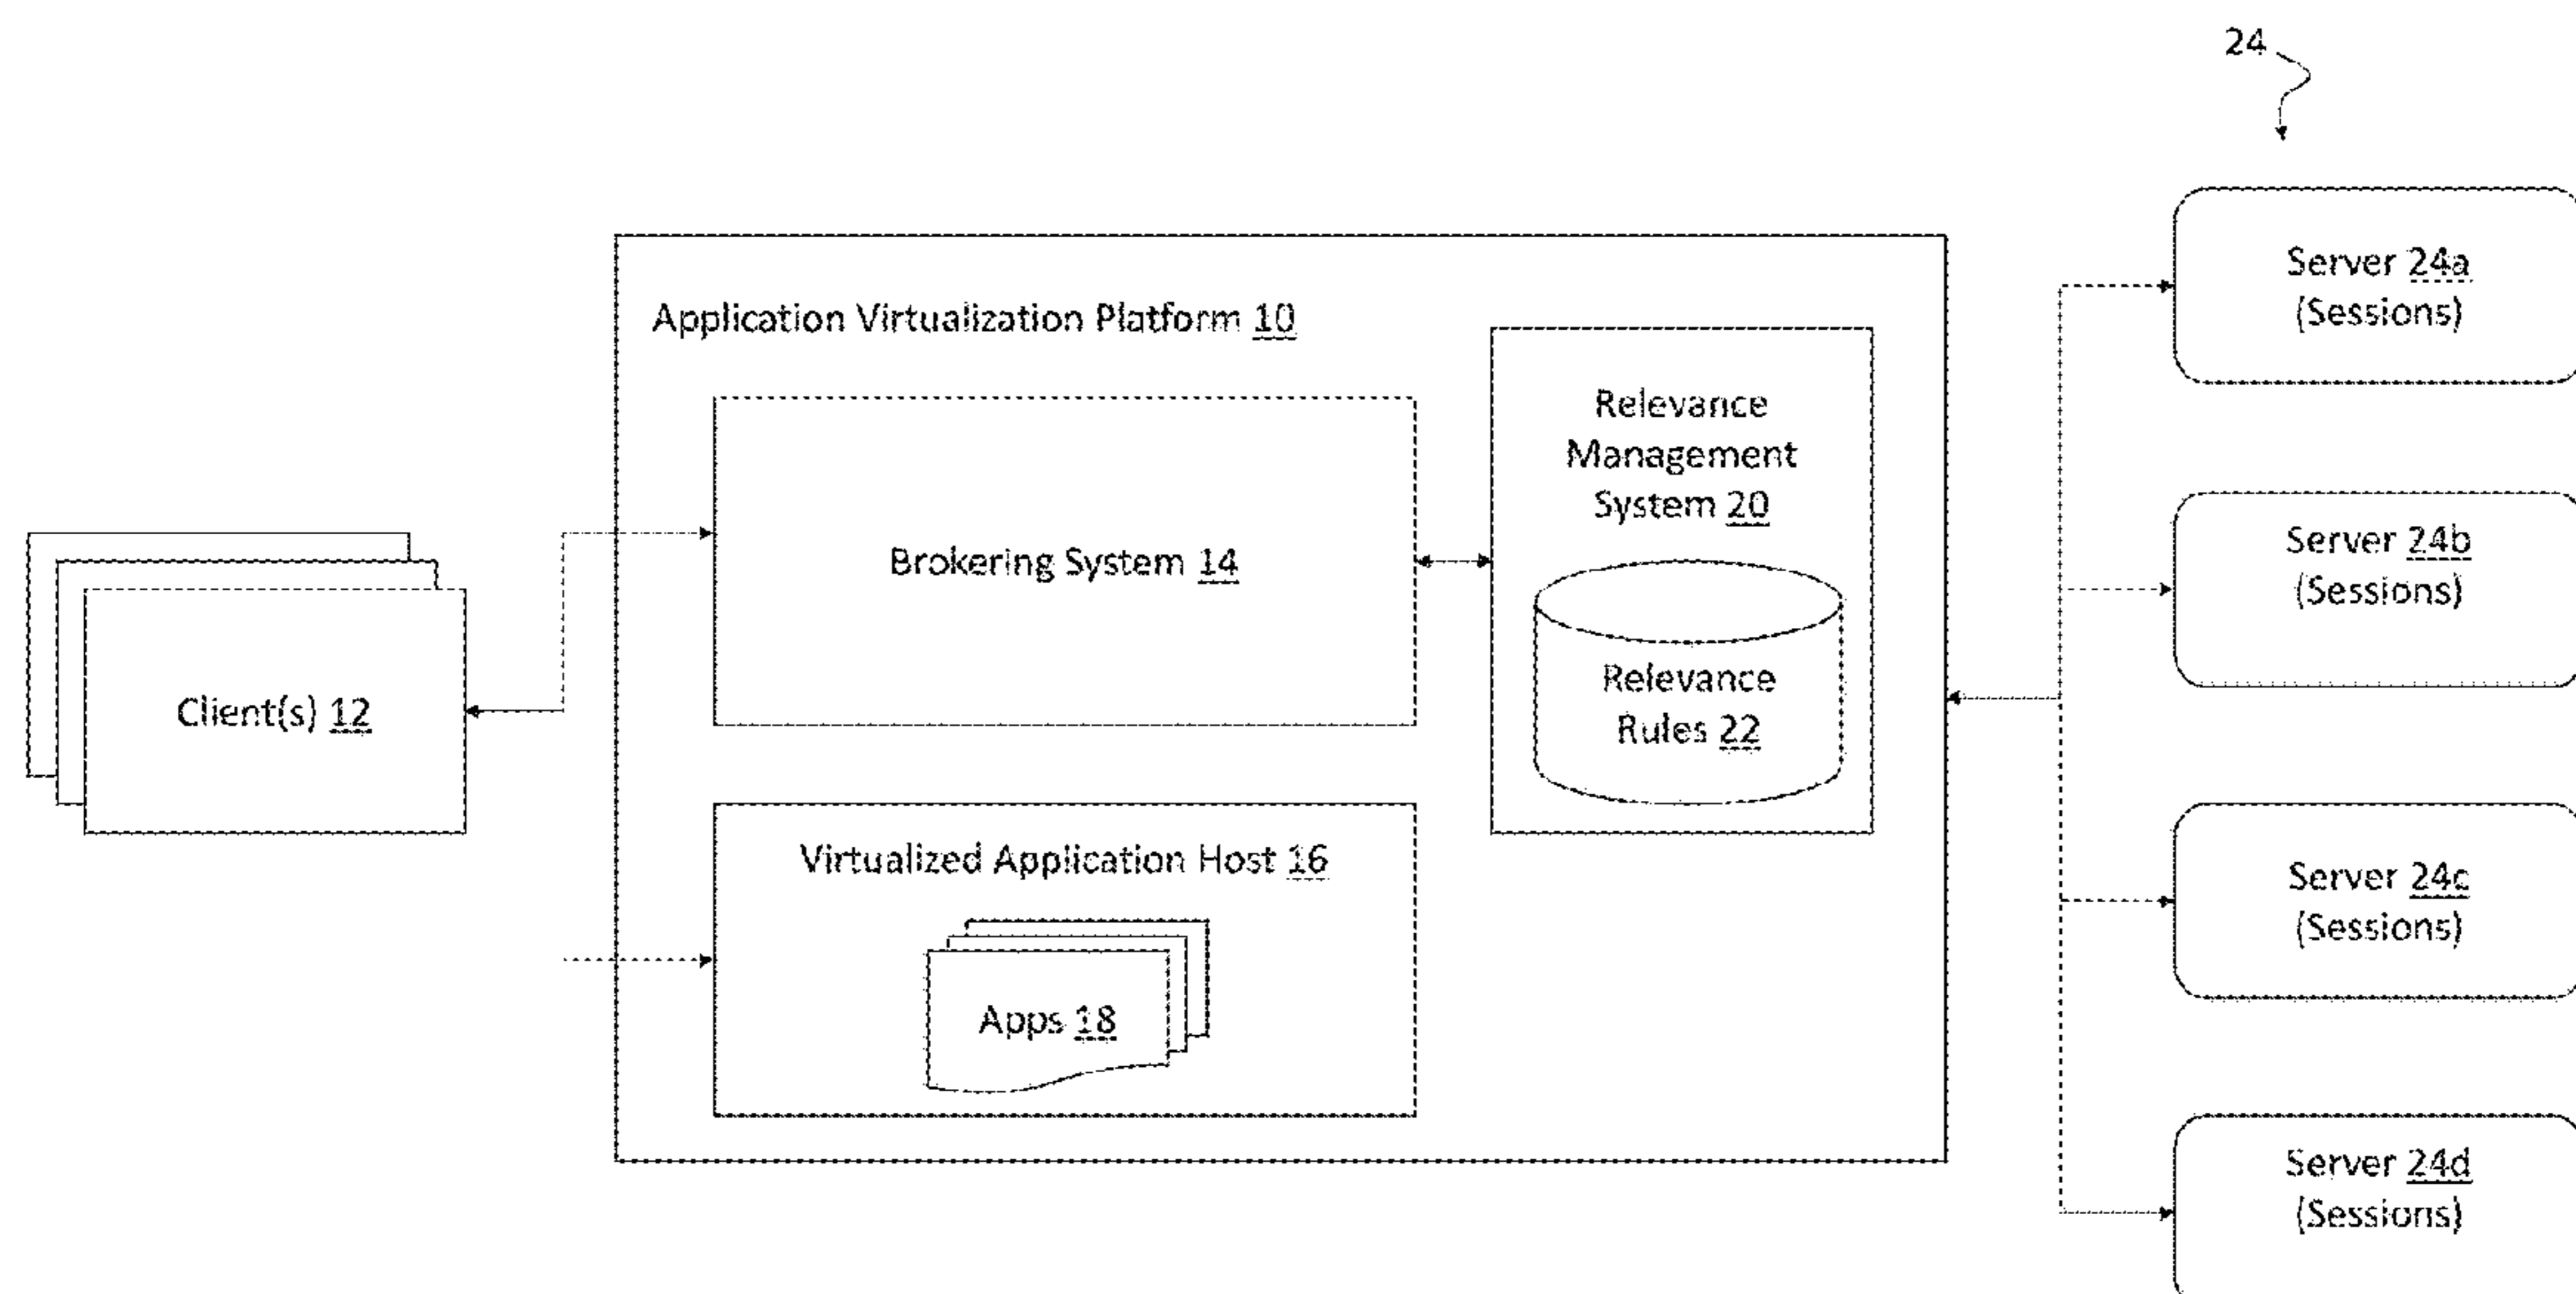 24
Application Virtualization Platform 10
Client(s) 12
Brokering System 14
Relevance
Management
System 20
Relevance
Rules 22
Virtualized Application Host 16
Apps 18
Server 24a
(Sessions)
Server 24b
(Sessions)
Server 24c
(Sessions)
Server 24d
(Sessions)